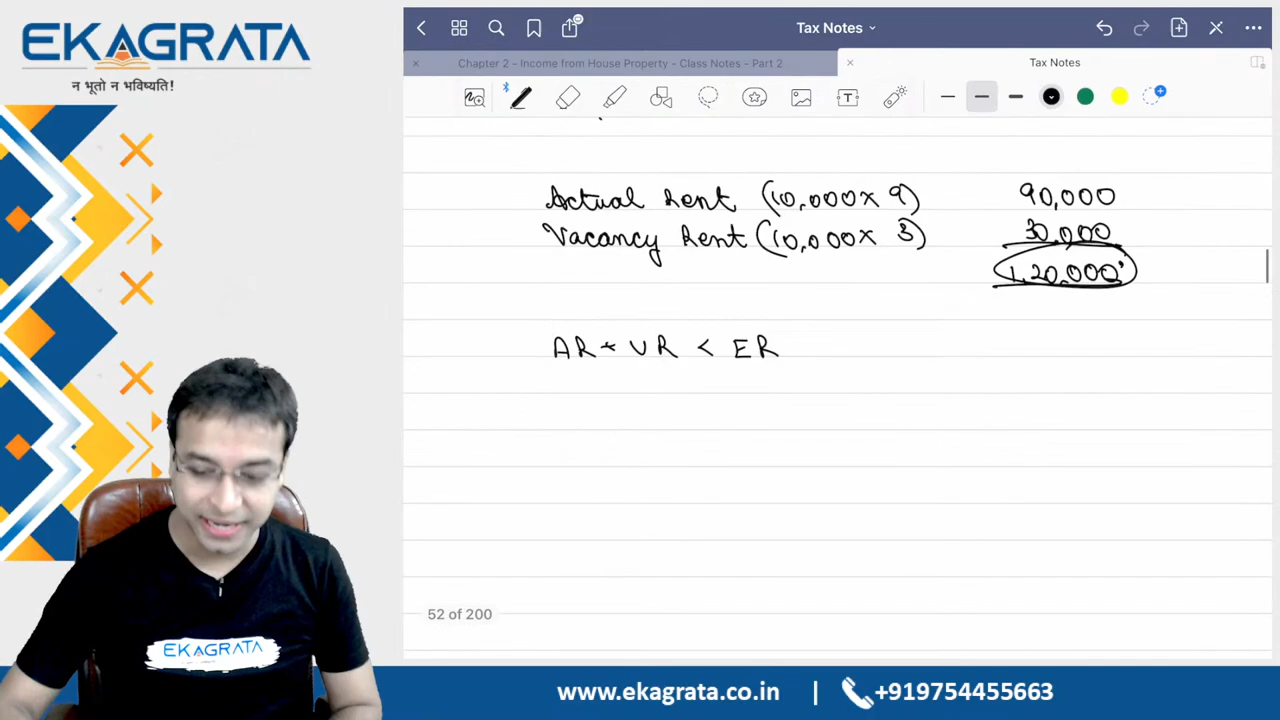 EKAGRATA
न भूतो न भविष्यति!
Tax Notes
Chapter 2 - Income from House Property - Class Notes - Part 2
Tax Notes
Actual Rent (10,000 x 9) 90,000
Vacancy Rent (10,000 x 3) 30,000
1,20,000
AR + VR < ER
52 of 200
EKAGRATA
www.ekagrata.co.in | +919754455663